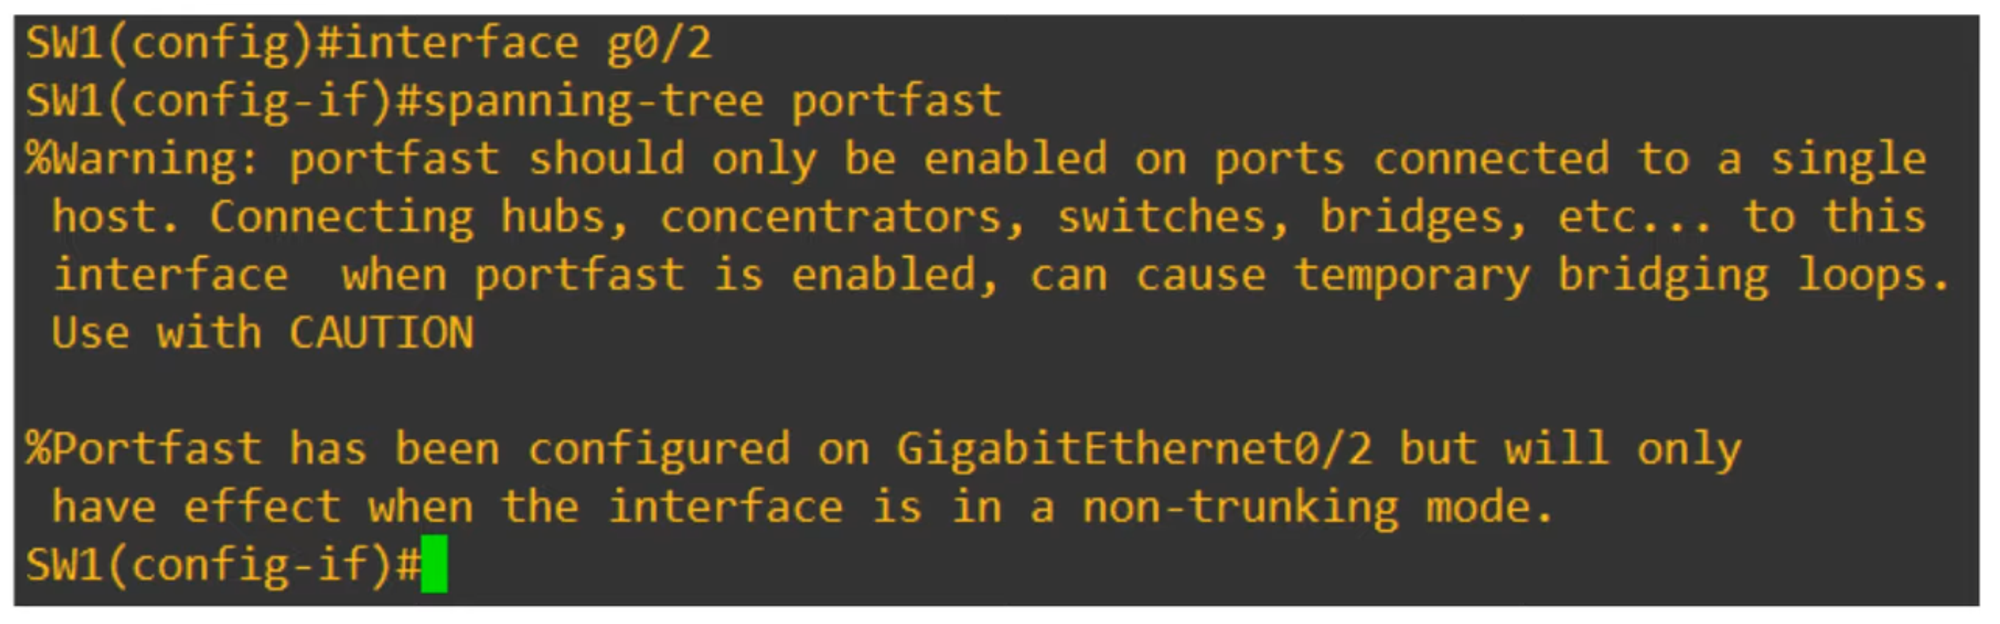 SW1(config)#interface g0/2
SW1(config-if)#spanning-tree portfast
%Warning: portfast should only be enabled on ports connected to a single
 host. Connecting hubs, concentrators, switches, bridges, etc... to this
 interface  when portfast is enabled, can cause temporary bridging loops.
 Use with CAUTION

%Portfast has been configured on GigabitEthernet0/2 but will only
 have effect when the interface is in a non-trunking mode.
SW1(config-if)#